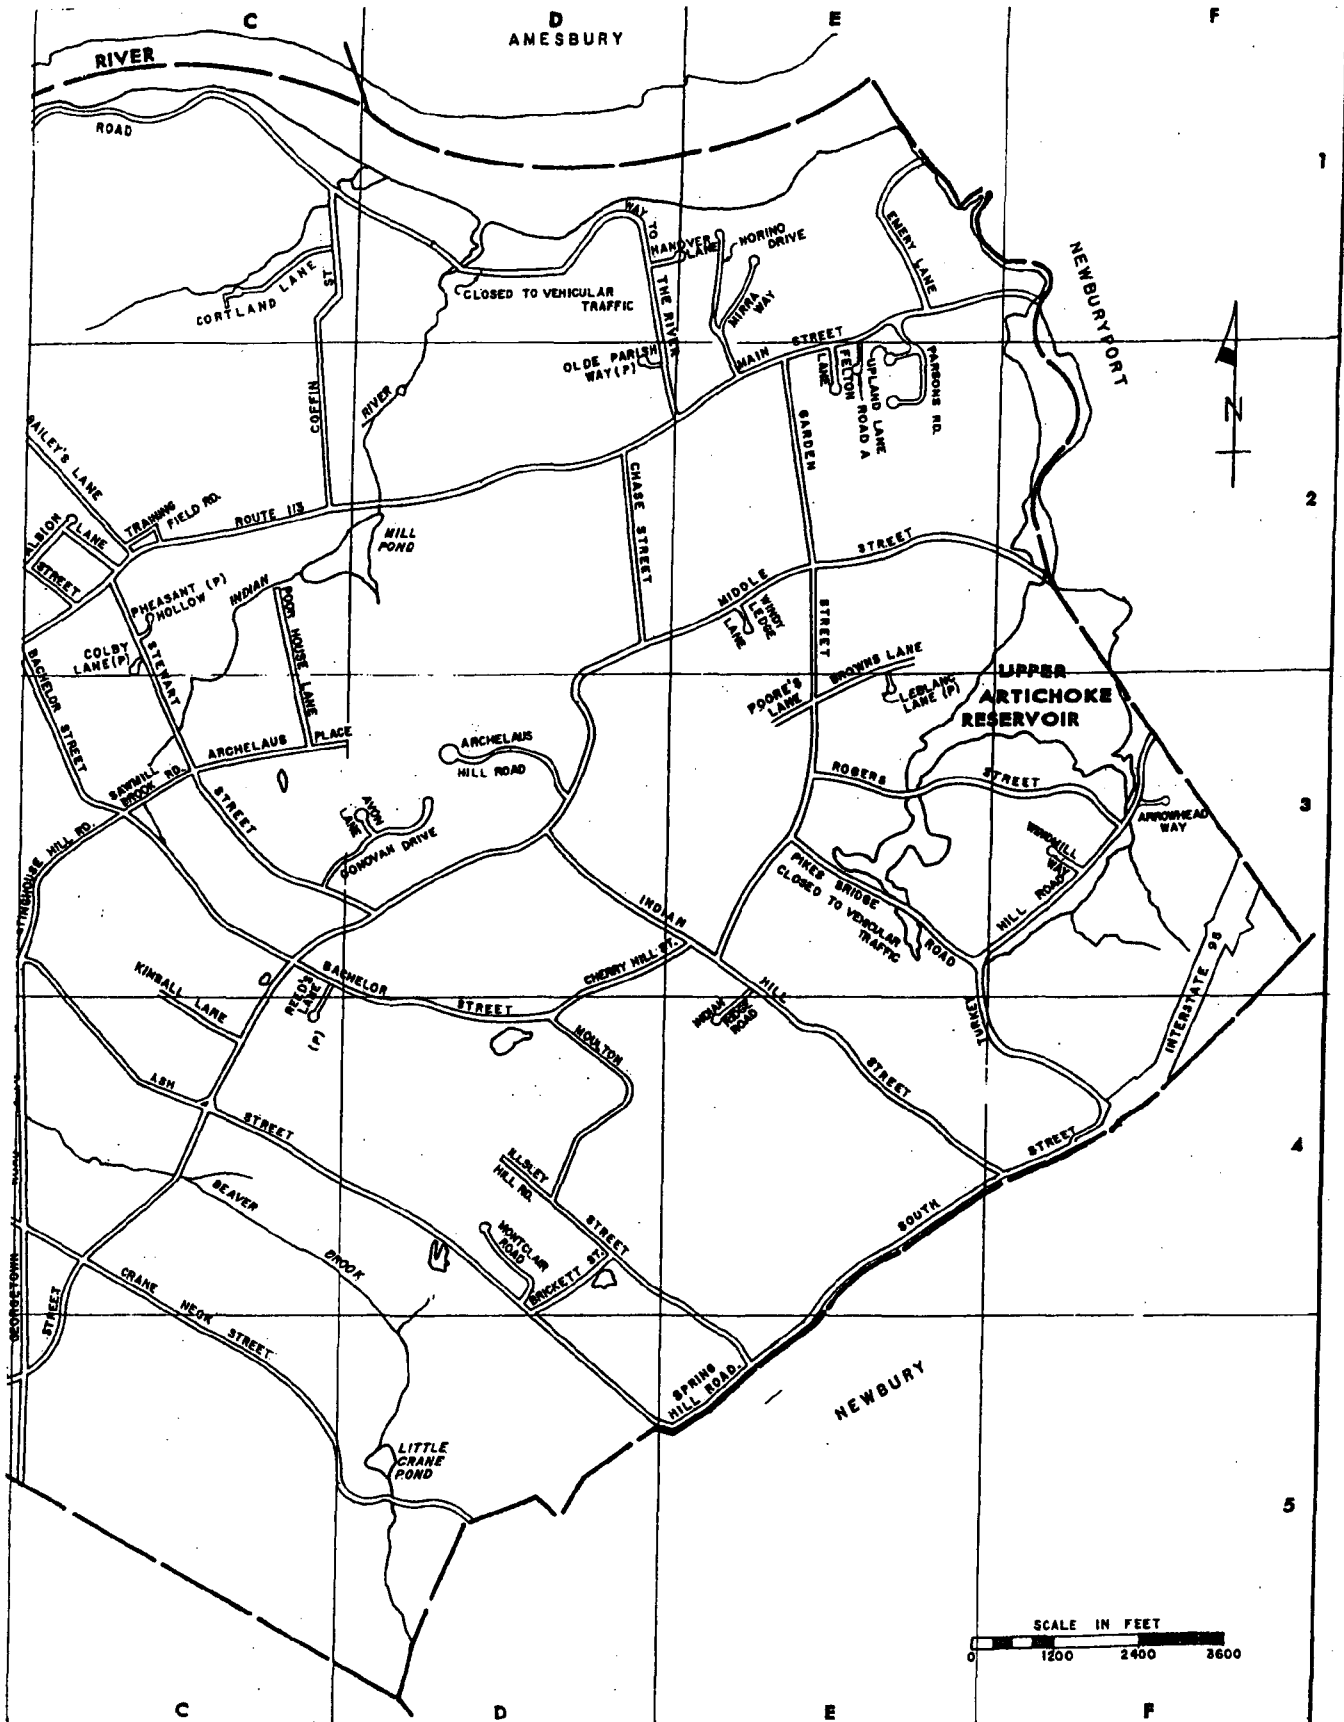 C
D
E
F
AMESBURY
RIVER
ROAD
1
WAY TO
THE RIVER
HANOVER
LANE
NORINO
DRIVE
MIRRA
WAY
EMERY LANE
NEWBURYPORT
CORTLAND LANE
COFFIN
ST
CLOSED TO VEHICULAR
TRAFFIC
OLDE PARISH
WAY (P)
MAIN
STREET
FELTON
LANE
ROAD A
UPLAND LANE
PARSONS RD.
N
RIVER
GARDEN
STREET
BAILEY'S LANE
TRAINING
FIELD RD.
ROUTE 113
CHASE STREET
2
ALBION
LANE
STREET
MILL
POND
MIDDLE
STREET
PHEASANT (P)
HOLLOW
INDIAN
POOR HOUSE LANE
WINDY
LEDGE
LANE
COLBY
LANE (P)
STEWART
STREET
BACHELOR STREET
BROWNS LANE
POORE'S
LANE
LEBLANC
LANE (P)
UPPER
ARTICHOKE
RESERVOIR
ARCHELAUS
PLACE
ARCHELAUS
HILL ROAD
SAWMILL
BROOK RD.
ROGERS
STREET
3
AVON
LANE
DONOVAN DRIVE
ARROWHEAD
WAY
WINDMILL
WAY
PIKES BRIDGE
ROAD
CLOSED TO VEHICULAR
TRAFFIC
TURKEY
HILL ROAD
INDIAN
HILL
STREET
CHERRY HILL ST.
INTERSTATE 95
KIMBALL LANE
REED'S
LANE
(P)
BACHELOR
STREET
INDIAN
RIDGE
ROAD
MOULTON
STREET
ASH
STREET
4
STREET
SOUTH
ILLSLEY
HILL RD.
BEAVER
BROOK
MONTCLAIR
ROAD
BRICKETT ST.
GEORGETOWN
STREET
CRANE NECK STREET
SPRING
HILL ROAD
NEWBURY
LITTLE
CRANE
POND
5
SCALE IN FEET
0 1200 2400 3600
C
D
E
F